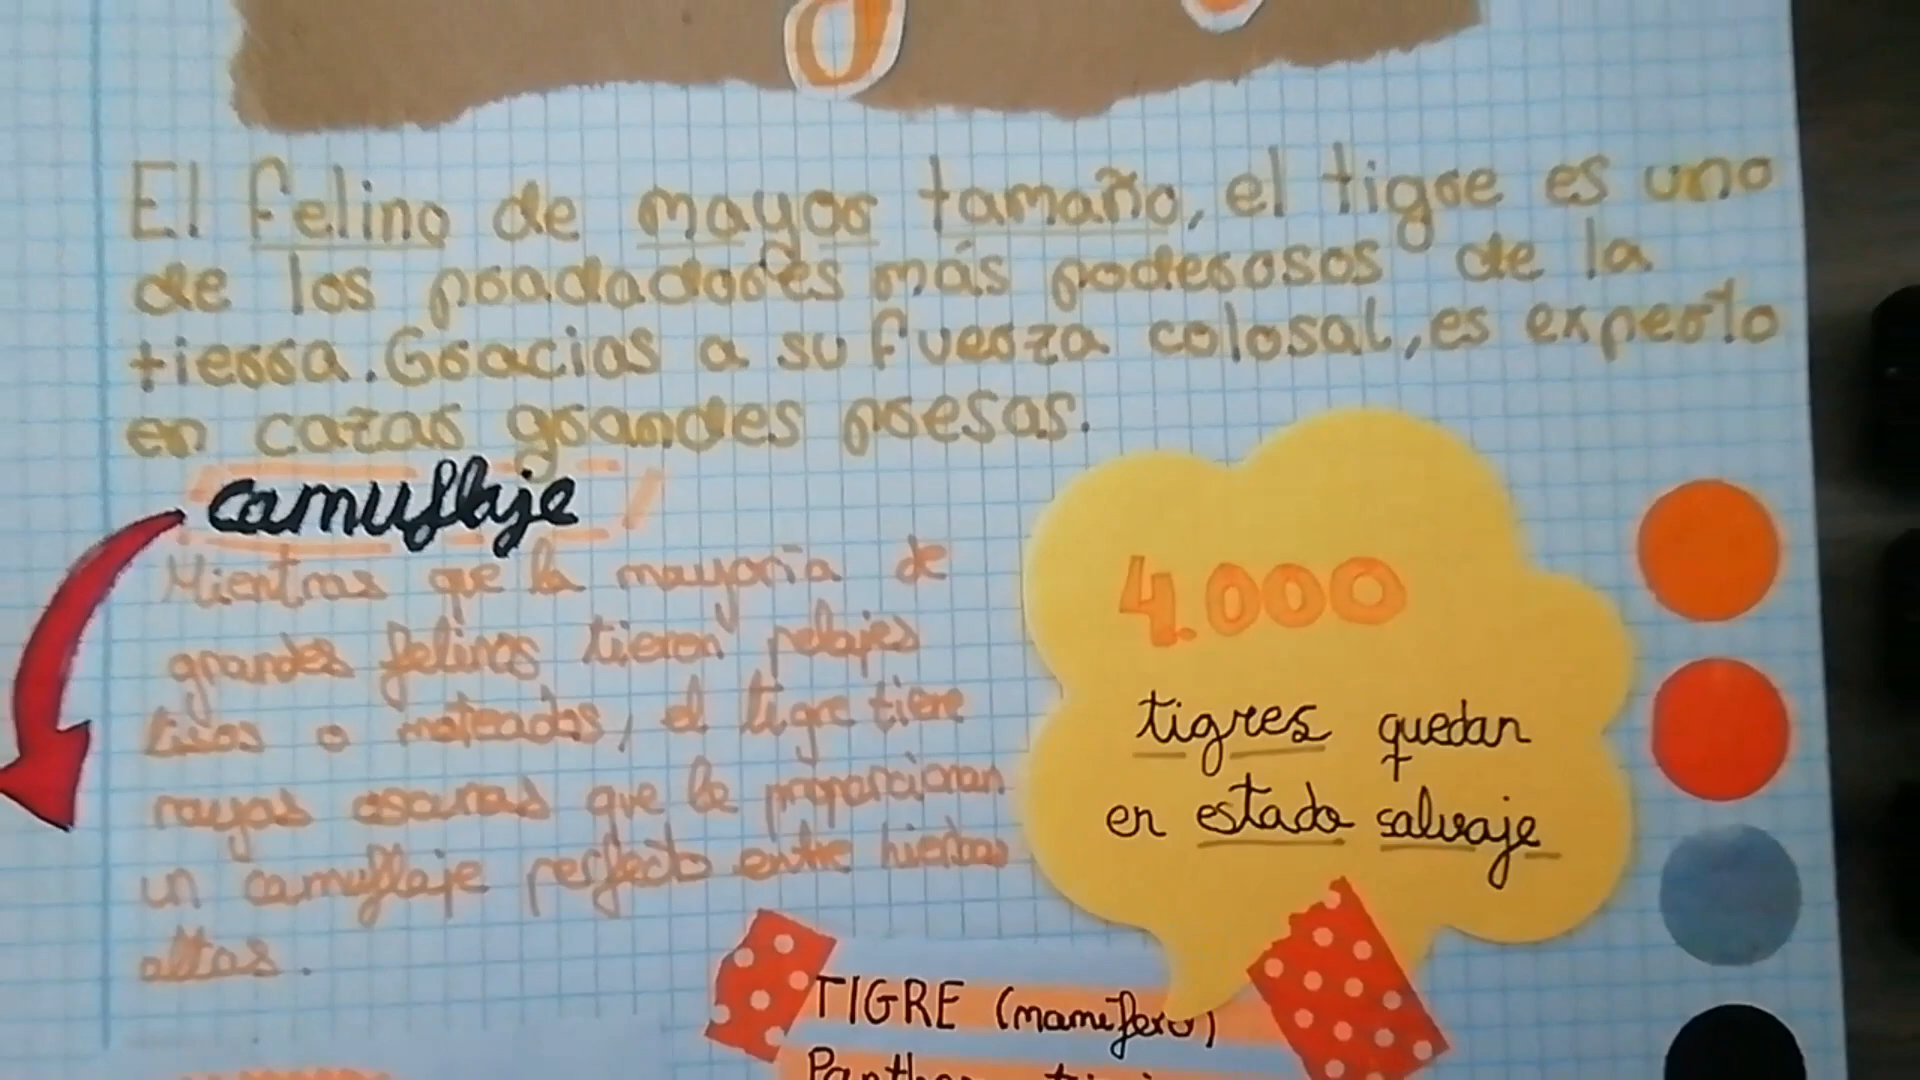 El felino de mayor tamaño, el tigre es uno
de los pradadores más poderosos de la
tierra. Gracias a su fuerza colosal, es experto
en cazar grandes presas.
camuflaje
Mientras que la mayoría de
grandes felinos tieron pelajes
lisos o moteados, el tigre tiene
rayas oscuras que le proporcionan
un camuflaje perfecto entre hierbas
altas.
4.000
tigres quedan
en estado salvaje
TIGRE (mamífero)